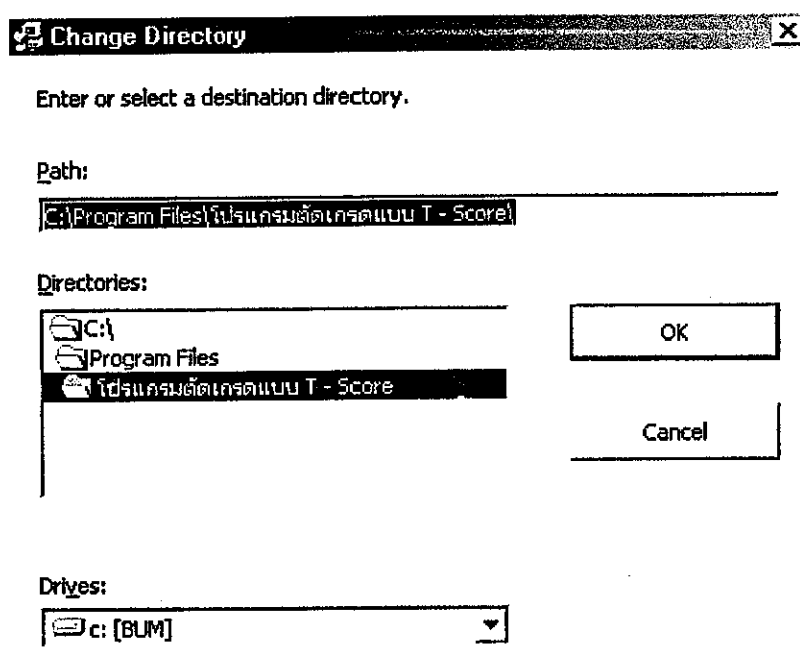 Change Directory
Enter or select a destination directory.
Path:
C:\Program Files\โปรแกรมตัดเกรดแบบ T - Score\
Directories:
C:\
Program Files
โปรแกรมตัดเกรดแบบ T - Score
OK
Cancel
Drives:
c: [BUM]